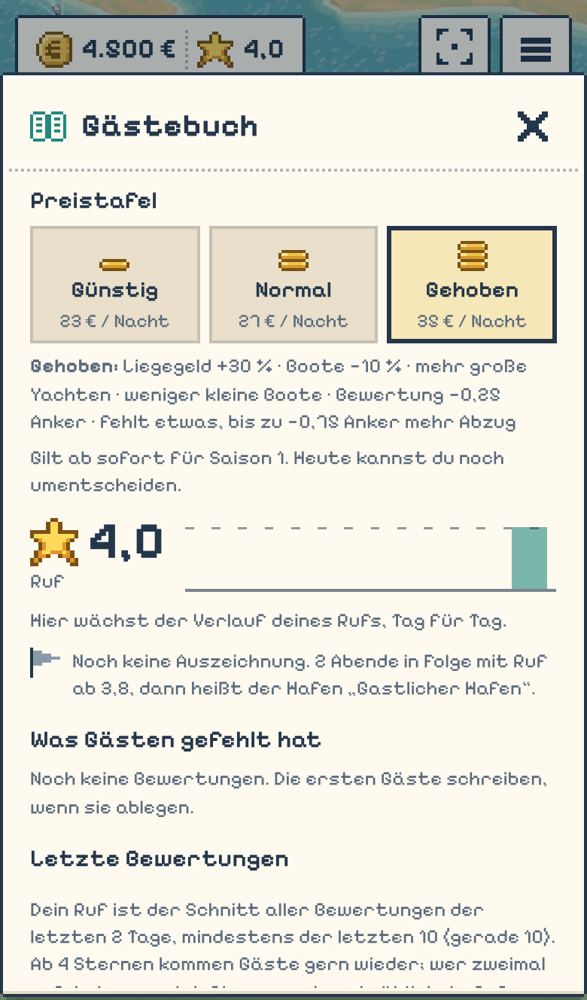 4.800 € 4,0
Gästebuch
Preistafel
Günstig Normal Gehoben
23 € / Nacht 27 € / Nacht 35 € / Nacht
Gehoben: Liegegeld +30 % · Boote −10 % · mehr große
Yachten · weniger kleine Boote · Bewertung −0,25
Anker · fehlt etwas, bis zu −0,75 Anker mehr Abzug
Gilt ab sofort für Saison 1. Heute kannst du noch
umentscheiden.
4,0
Ruf
Hier wächst der Verlauf deines Rufs, Tag für Tag.
Noch keine Auszeichnung. 2 Abende in Folge mit Ruf
ab 3,8, dann heißt der Hafen „Gastlicher Hafen“.
Was Gästen gefehlt hat
Noch keine Bewertungen. Die ersten Gäste schreiben,
wenn sie ablegen.
Letzte Bewertungen
Dein Ruf ist der Schnitt aller Bewertungen der
letzten 2 Tage, mindestens der letzten 10 (gerade 10).
Ab 4 Sternen kommen Gäste gern wieder; wer zweimal